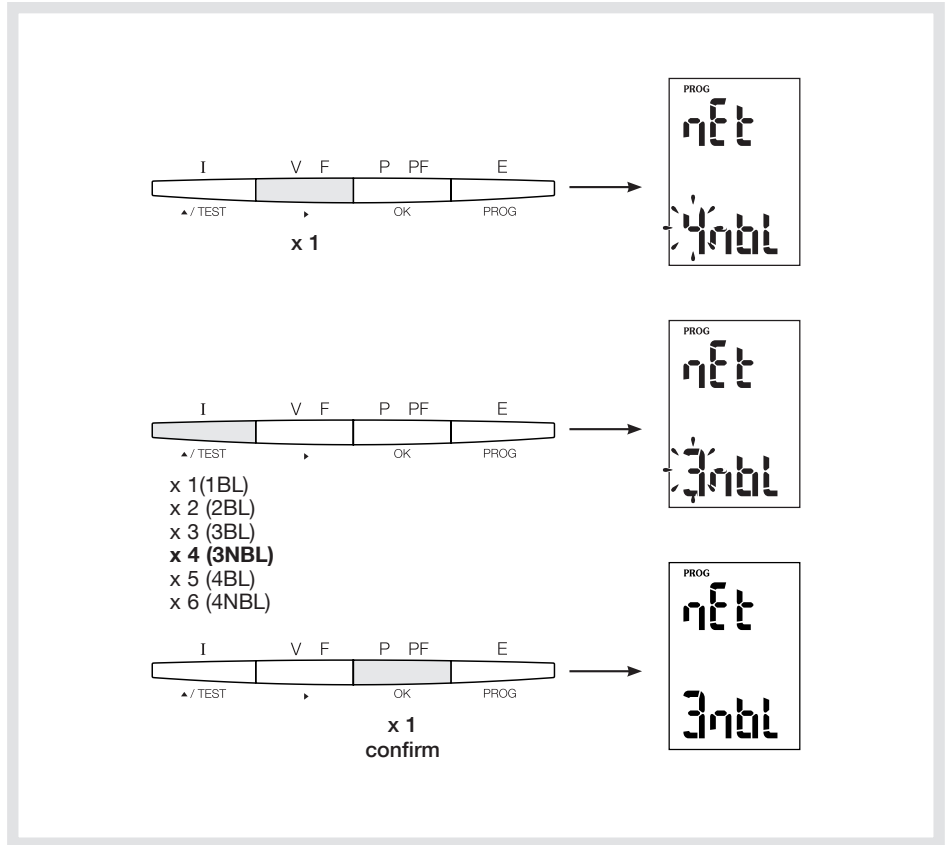 PROG
nEt
I V F P PF E
▲ / TEST ▶ OK PROG
x 1
4nbL
PROG
nEt
I V F P PF E
▲ / TEST ▶ OK PROG
3nbL
x 1(1BL)
x 2 (2BL)
x 3 (3BL)
x 4 (3NBL)
x 5 (4BL)
x 6 (4NBL)
PROG
nEt
I V F P PF E
▲ / TEST ▶ OK PROG
3nbL
x 1
confirm